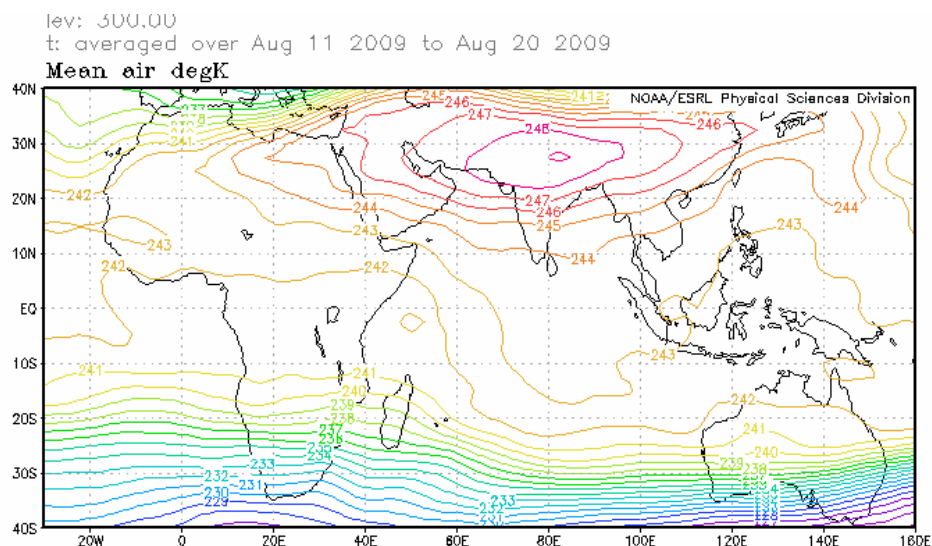 lev: 300.00
t: averaged over Aug 11 2009 to Aug 20 2009
Mean air degK
NOAA/ESRL Physical Sciences Division
40N
30N
20N
10N
EQ
10S
20S
30S
40S
20W 0 20E 40E 60E 80E 100E 120E 140E 160E
245
246 246
247
248
241
242 242
247
246
244 245 244
243 243 243
242 242 244
243
241 242
240 241
239 240
238 239
237
236
233
232
231 233
230
229